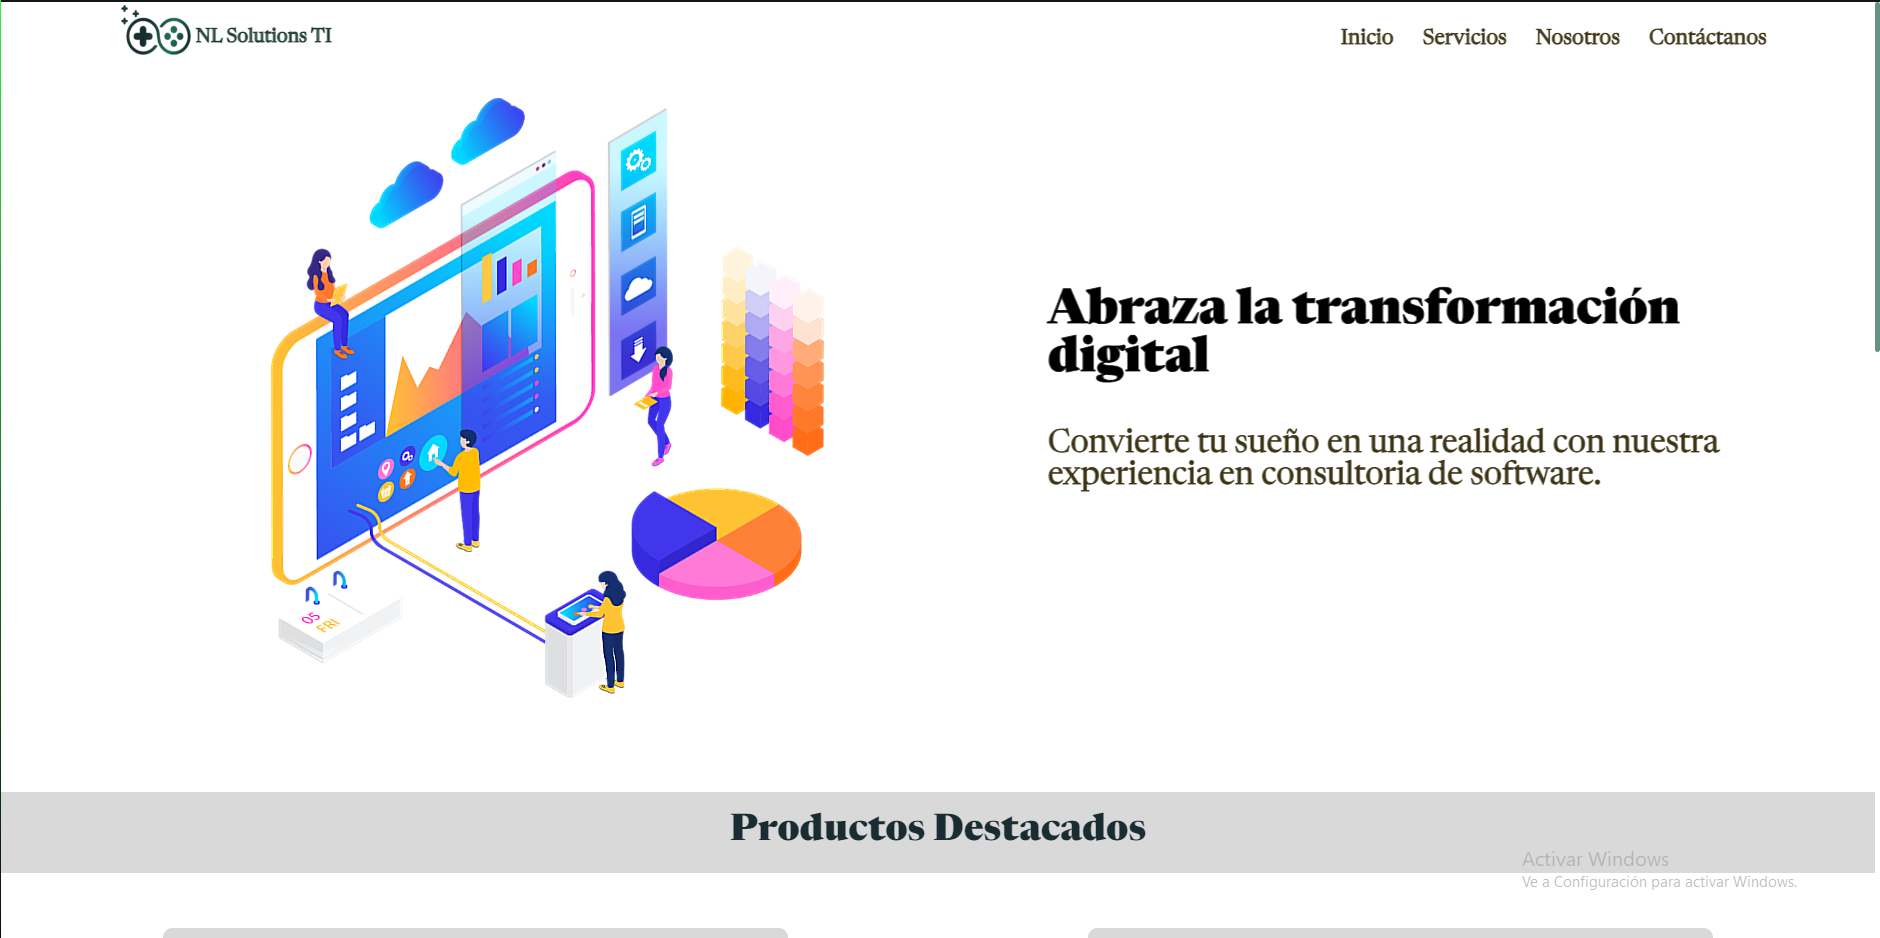 NL Solutions TI
Inicio Servicios Nosotros Contáctanos
Abraza la transformación
digital
Convierte tu sueño en una realidad con nuestra
experiencia en consultoria de software.
05
FRI
Productos Destacados
Activar Windows
Ve a Configuración para activar Windows.